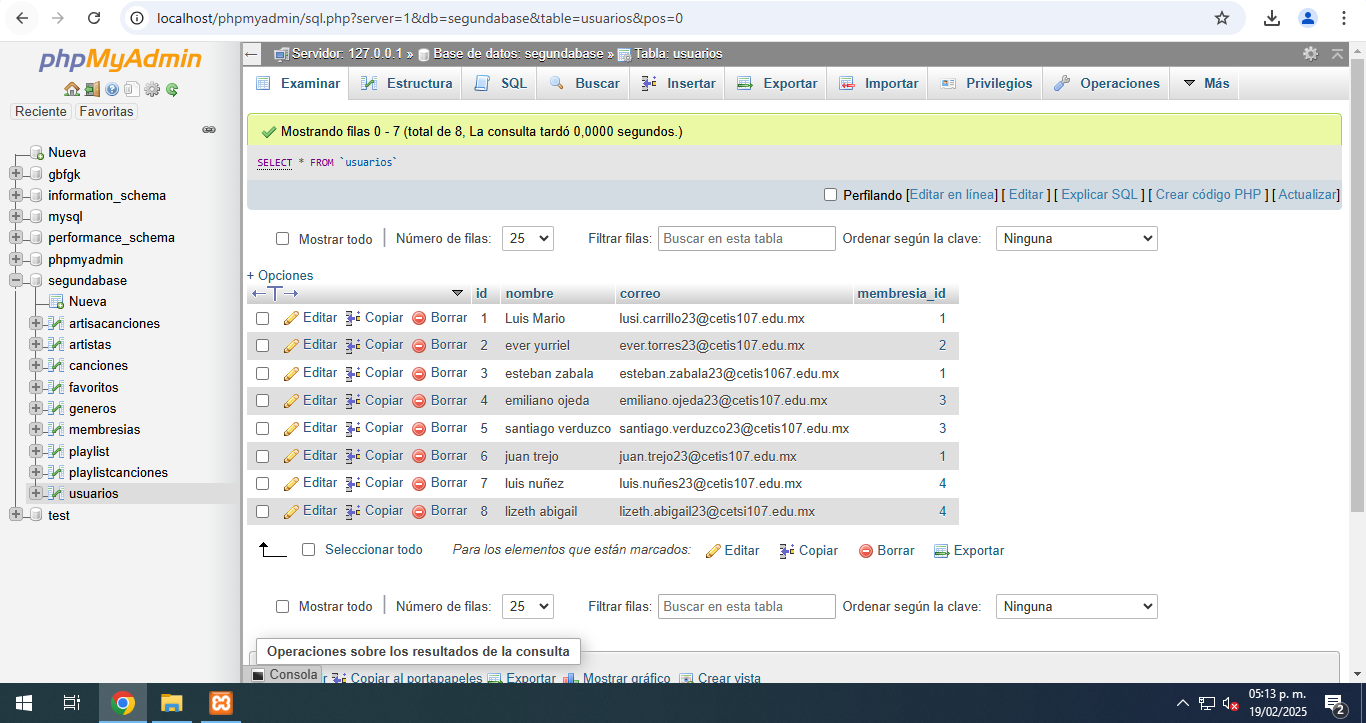 localhost/phpmyadmin/sql.php?server=1&db=segundabase&table=usuarios&pos=0
phpMyAdmin
Reciente Favoritas
Nueva
gbfgk
information_schema
mysql
performance_schema
phpmyadmin
segundabase
Nueva
artisacanciones
artistas
canciones
favoritos
generos
membresias
playlist
playlistcanciones
usuarios
test
Servidor: 127.0.0.1 » Base de datos: segundabase » Tabla: usuarios
Examinar Estructura SQL Buscar Insertar Exportar Importar Privilegios Operaciones Más
Mostrando filas 0 - 7 (total de 8, La consulta tardó 0,0000 segundos.)
SELECT * FROM `usuarios`
Perfilando [Editar en línea] [ Editar ] [ Explicar SQL ] [ Crear código PHP ] [ Actualizar]
Mostrar todo Número de filas: 25 Filtrar filas: Buscar en esta tabla Ordenar según la clave: Ninguna
+ Opciones
←T→ id nombre correo membresia_id
Editar Copiar Borrar 1 Luis Mario lusi.carrillo23@cetis107.edu.mx 1
Editar Copiar Borrar 2 ever yurriel ever.torres23@cetis107.edu.mx 2
Editar Copiar Borrar 3 esteban zabala esteban.zabala23@cetis1067.edu.mx 1
Editar Copiar Borrar 4 emiliano ojeda emiliano.ojeda23@cetis107.edu.mx 3
Editar Copiar Borrar 5 santiago verduzco santiago.verduzco23@cetis107.edu.mx 3
Editar Copiar Borrar 6 juan trejo juan.trejo23@cetis107.edu.mx 1
Editar Copiar Borrar 7 luis nuñez luis.nuñes23@cetis107.edu.mx 4
Editar Copiar Borrar 8 lizeth abigail lizeth.abigail23@cetsi107.edu.mx 4
Seleccionar todo Para los elementos que están marcados: Editar Copiar Borrar Exportar
Mostrar todo Número de filas: 25 Filtrar filas: Buscar en esta tabla Ordenar según la clave: Ninguna
Operaciones sobre los resultados de la consulta
Consola
r Copiar al portapapeles Exportar Mostrar gráfico Crear vista
05:13 p. m.
19/02/2025
2